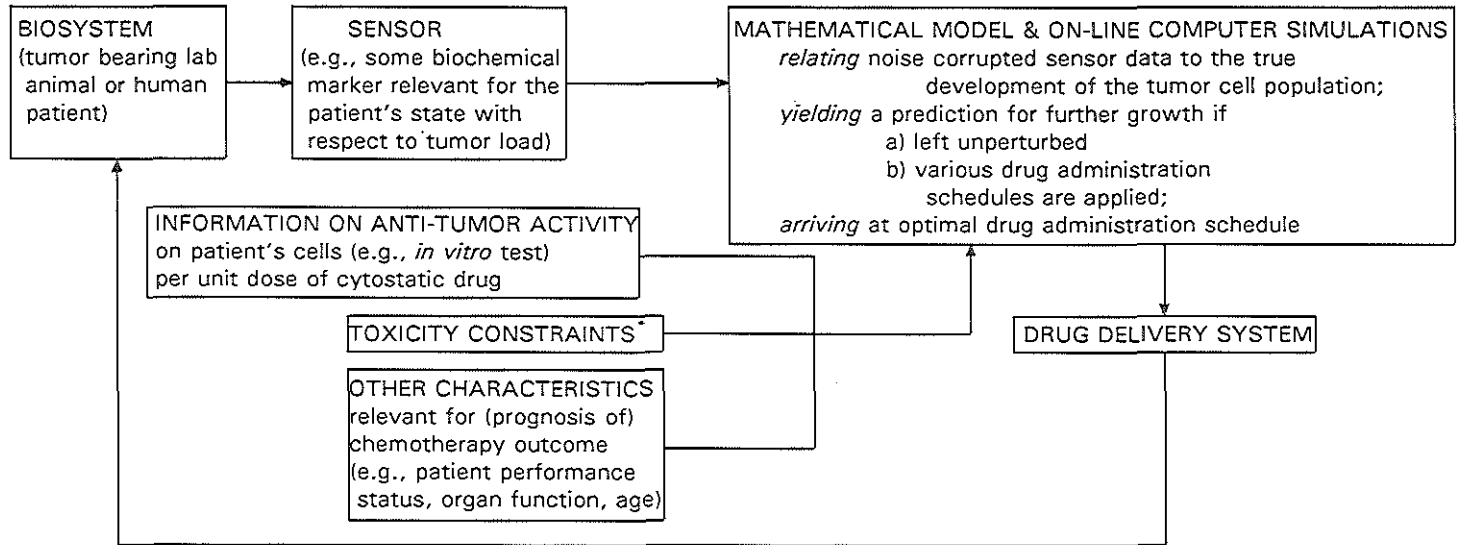 BIOSYSTEM
(tumor bearing lab
animal or human
patient)
SENSOR
(e.g., some biochemical
marker relevant for the
patient's state with
respect to tumor load)
MATHEMATICAL MODEL & ON-LINE COMPUTER SIMULATIONS
relating noise corrupted sensor data to the true
development of the tumor cell population;
yielding a prediction for further growth if
a) left unperturbed
b) various drug administration
schedules are applied;
arriving at optimal drug administration schedule
INFORMATION ON ANTI-TUMOR ACTIVITY
on patient's cells (e.g., in vitro test)
per unit dose of cytostatic drug
TOXICITY CONSTRAINTS
DRUG DELIVERY SYSTEM
OTHER CHARACTERISTICS
relevant for (prognosis of)
chemotherapy outcome
(e.g., patient performance
status, organ function, age)